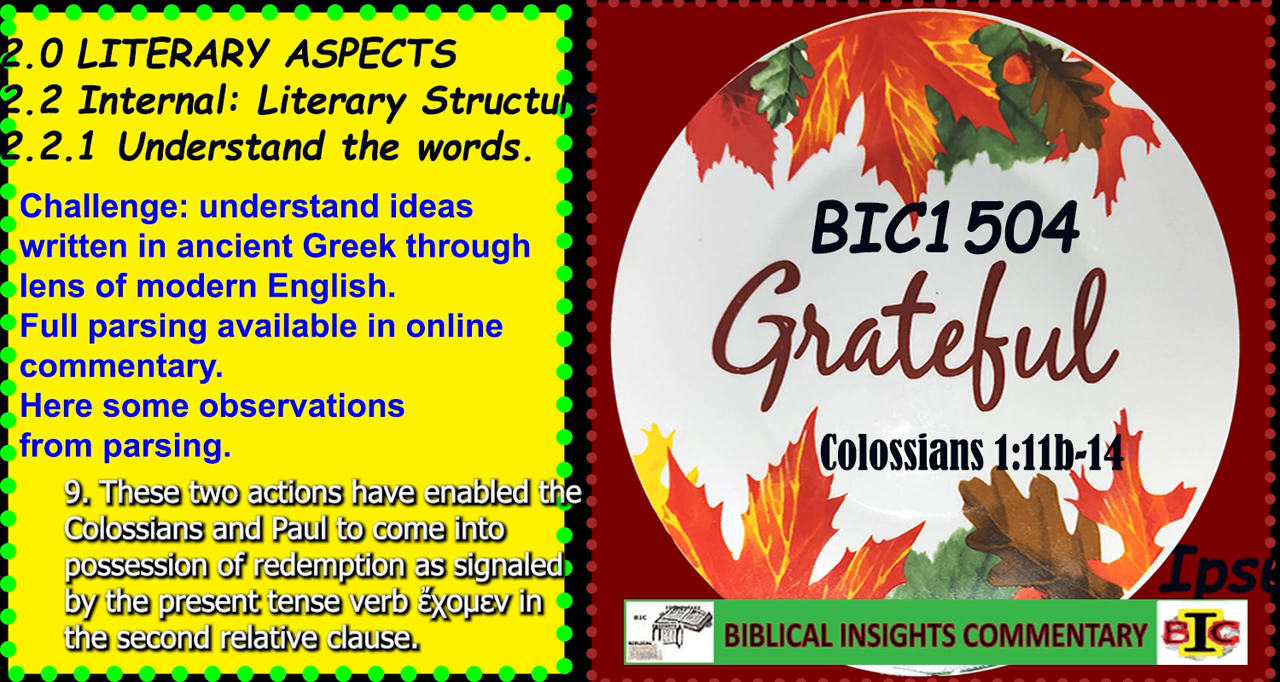 2.0 LITERARY ASPECTS
2.2 Internal: Literary Structure
2.2.1 Understand the words.
Challenge: understand ideas
written in ancient Greek through
lens of modern English.
Full parsing available in online
commentary.
Here some observations
from parsing.
9. These two actions have enabled the
Colossians and Paul to come into
possession of redemption as signaled
by the present tense verb ἔχομεν in
the second relative clause.
BIC1504
Grateful
Colossians 1:11b-14
BIC
BIBLICAL INSIGHTS COMMENTARY
BIC